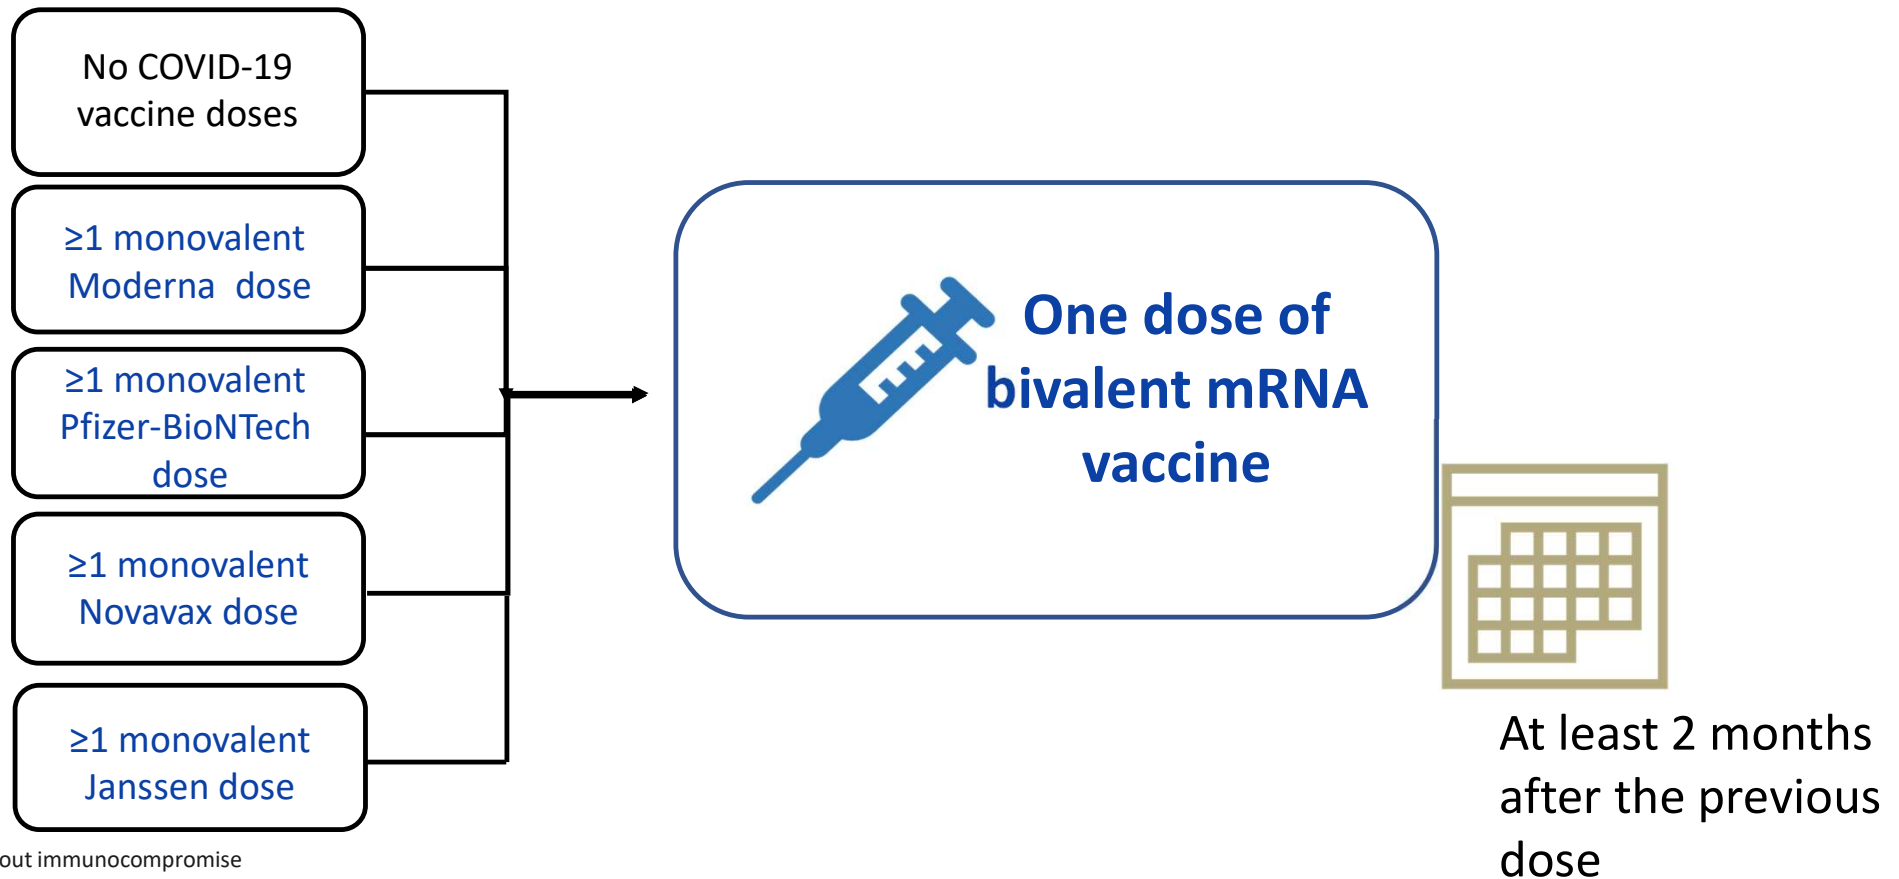 No COVID-19
vaccine doses
≥1 monovalent
Moderna dose
≥1 monovalent
Pfizer-BioNTech
dose
≥1 monovalent
Novavax dose
≥1 monovalent
Janssen dose
One dose of
bivalent mRNA
vaccine
At least 2 months
after the previous
dose
out immunocompromise